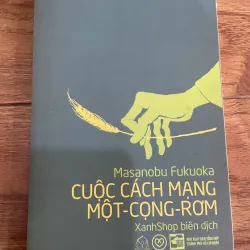 Masanobu Fukuoka
CUỘC CÁCH MẠNG
MỘT-CỌNG-RƠM
XanhShop biên dịch